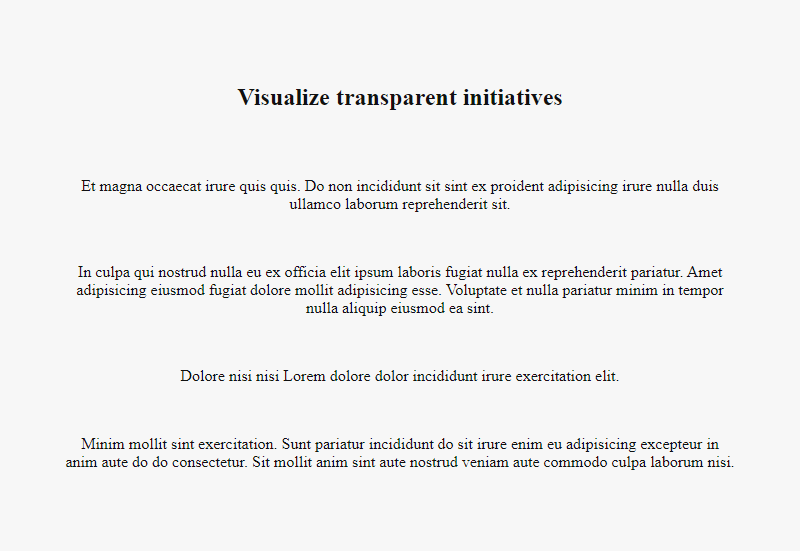 Visualize transparent initiatives
Et magna occaecat irure quis quis. Do non incididunt sit sint ex proident adipisicing irure nulla duis
ullamco laborum reprehenderit sit.
In culpa qui nostrud nulla eu ex officia elit ipsum laboris fugiat nulla ex reprehenderit pariatur. Amet
adipisicing eiusmod fugiat dolore mollit adipisicing esse. Voluptate et nulla pariatur minim in tempor
nulla aliquip eiusmod ea sint.
Dolore nisi nisi Lorem dolore dolor incididunt irure exercitation elit.
Minim mollit sint exercitation. Sunt pariatur incididunt do sit irure enim eu adipisicing excepteur in
anim aute do do consectetur. Sit mollit anim sint aute nostrud veniam aute commodo culpa laborum nisi.